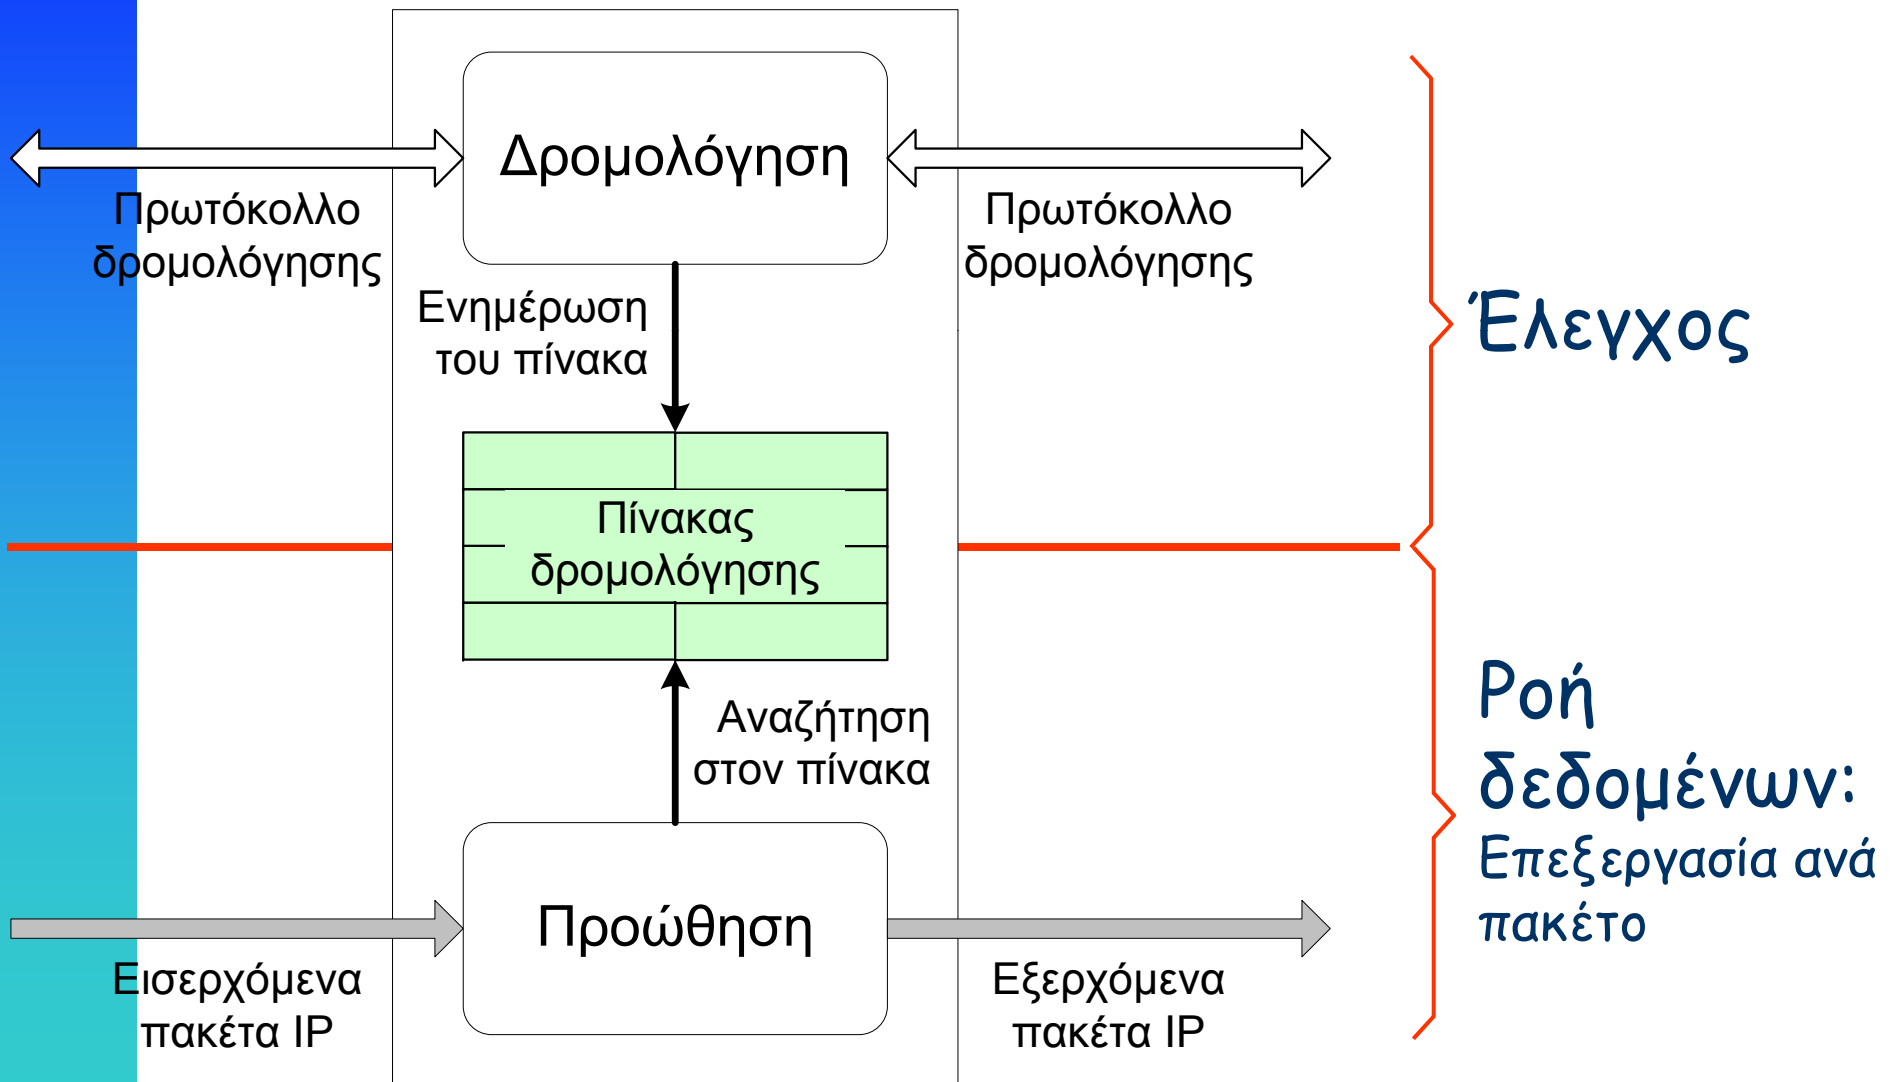 Δρομολόγηση
Πρωτόκολλο
δρομολόγησης
Πρωτόκολλο
δρομολόγησης
Ενημέρωση
του πίνακα
Έλεγχος
Πίνακας
δρομολόγησης
Αναζήτηση
στον πίνακα
Ροή
δεδομένων:
Επεξεργασία ανά
πακέτο
Προώθηση
Εισερχόμενα
πακέτα IP
Εξερχόμενα
πακέτα IP